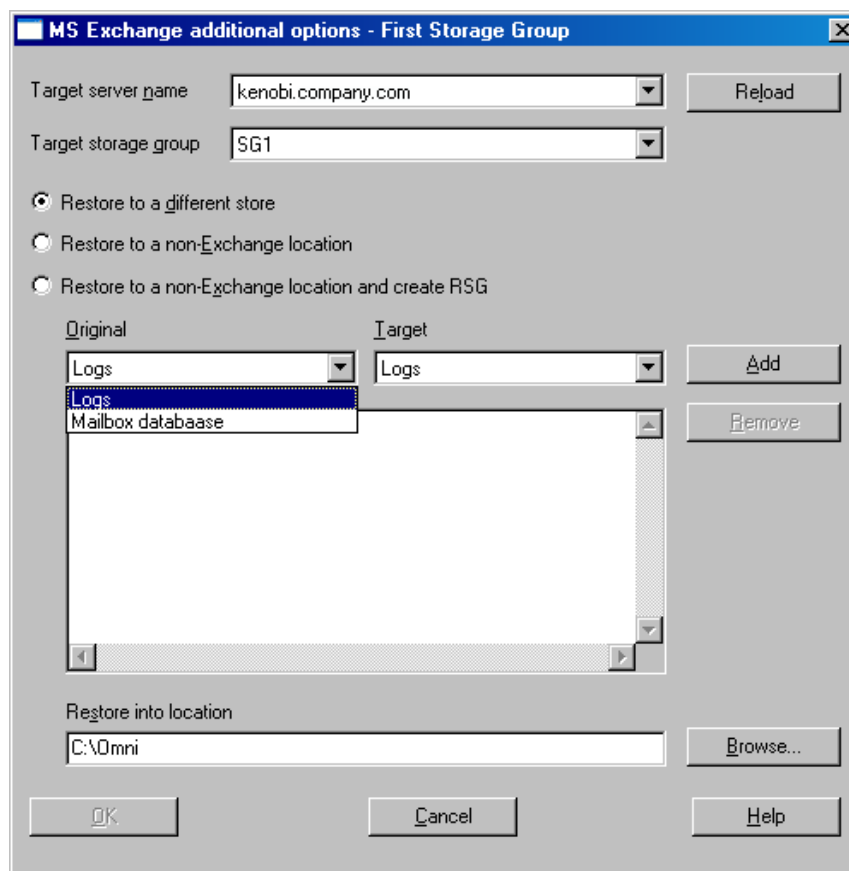 MS Exchange additional options - First Storage Group
Target server name kenobi.company.com Reload
Target storage group SG1
Restore to a different store
Restore to a non-Exchange location
Restore to a non-Exchange location and create RSG
Original Target
Logs Logs Add
Logs
Mailbox databaase Remove
Restore into location
C:\Omni Browse...
OK Cancel Help